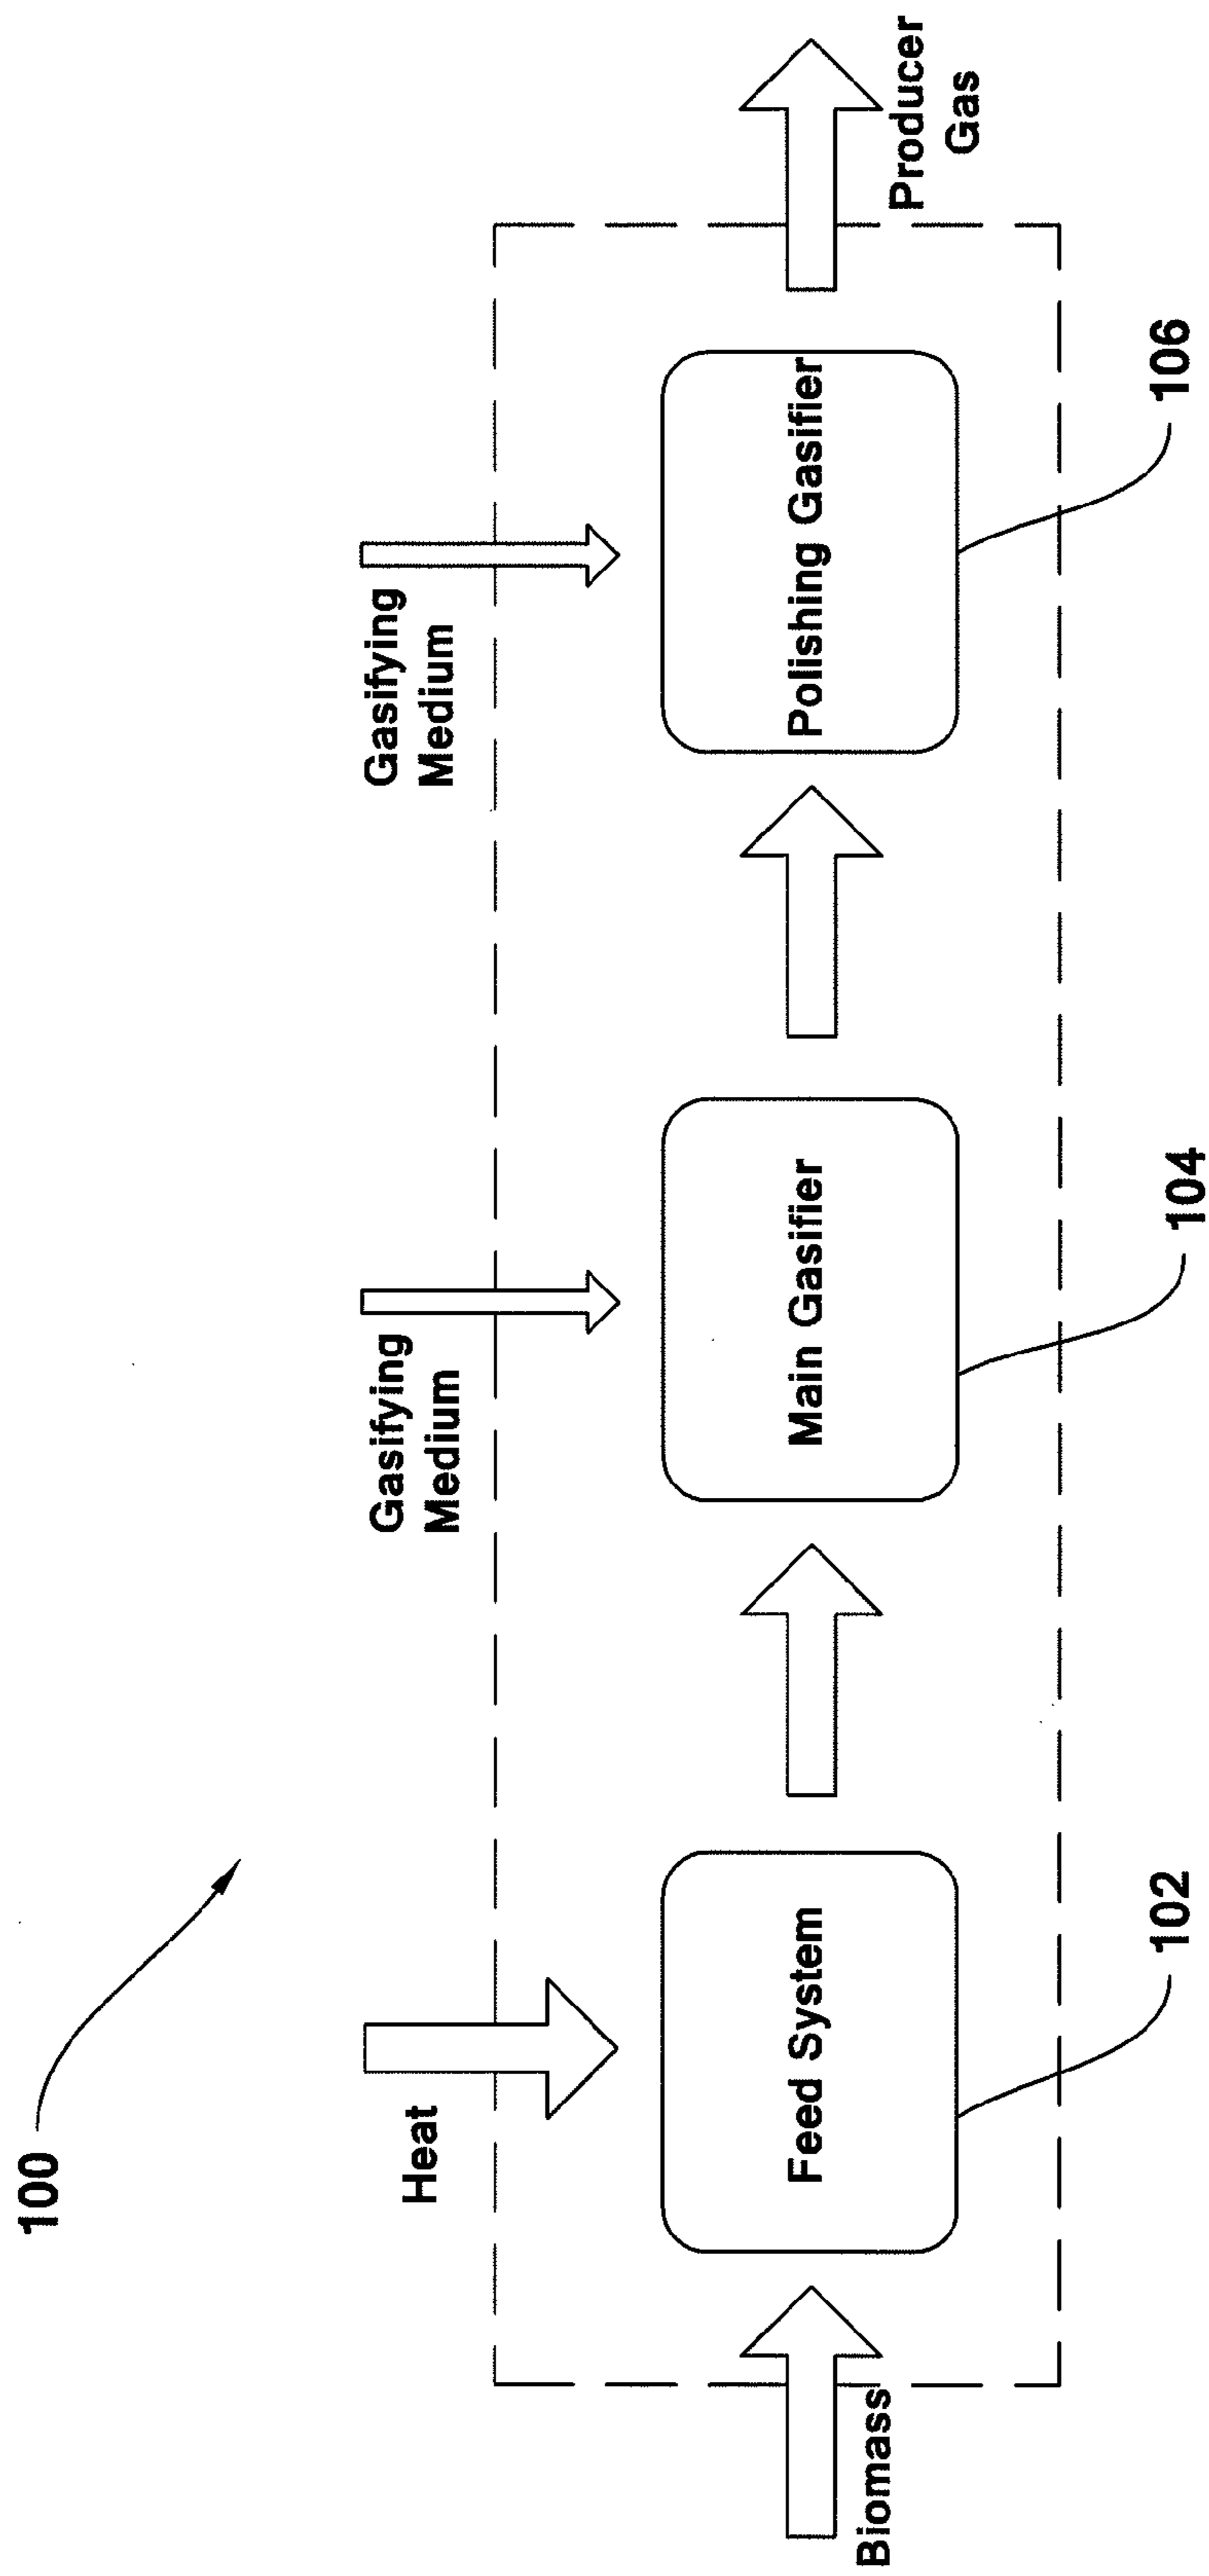 100
Heat
Gasifying
Medium
Gasifying
Medium
Biomass
Feed System
Main Gasifier
Polishing Gasifier
Producer
Gas
102
104
106